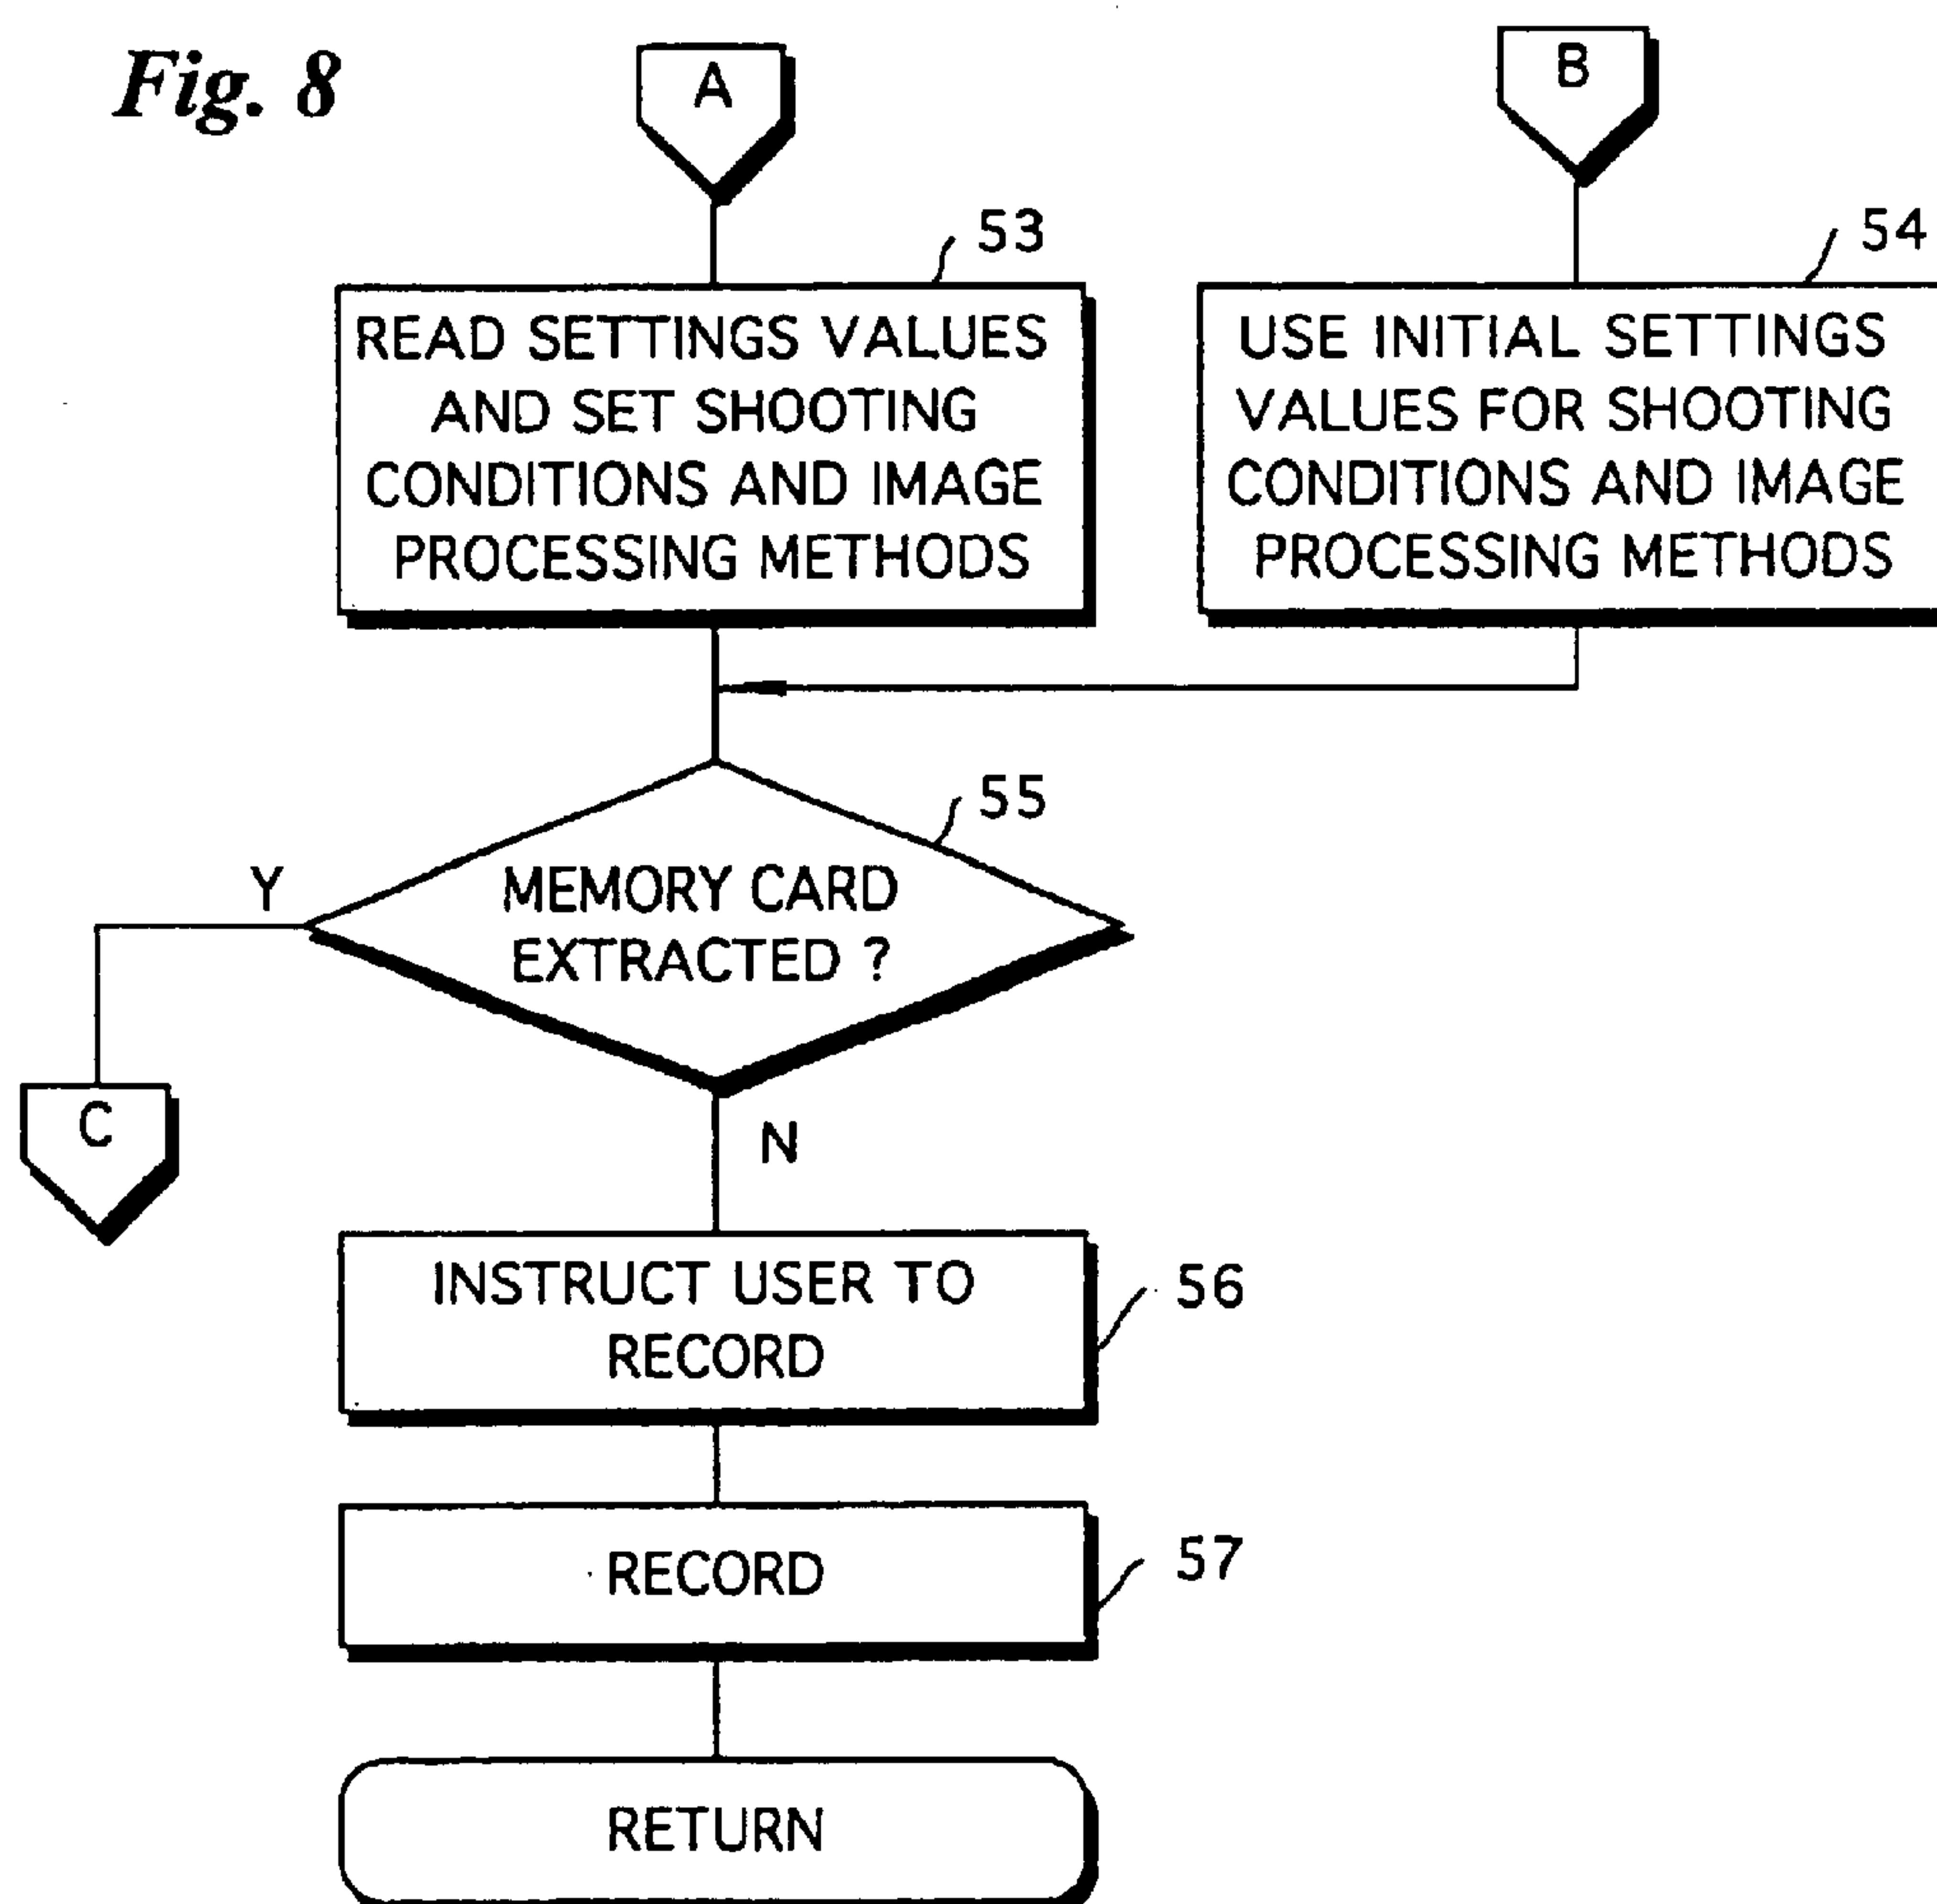 Fig. 8
A
B
53
54
READ SETTINGS VALUES
AND SET SHOOTING
CONDITIONS AND IMAGE
PROCESSING METHODS
USE INITIAL SETTINGS
VALUES FOR SHOOTING
CONDITIONS AND IMAGE
PROCESSING METHODS
55
Y
MEMORY CARD
EXTRACTED ?
C
N
INSTRUCT USER TO
RECORD
56
RECORD
57
RETURN